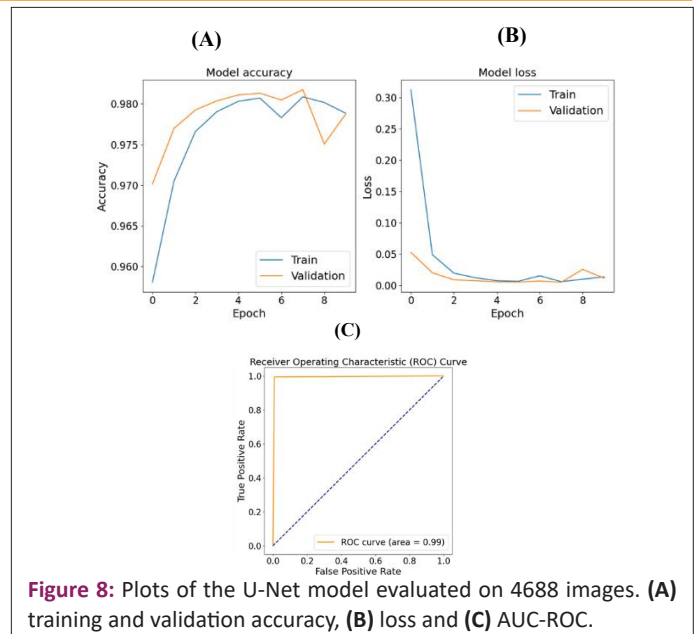 (A)
Model accuracy
0.980
0.975
0.970
0.965
0.960
Accuracy
0 2 4 6 8
Epoch
Train
Validation
(B)
Model loss
0.30
0.25
0.20
0.15
0.10
0.05
0.00
Loss
0 2 4 6 8
Epoch
Train
Validation
(C)
Receiver Operating Characteristic (ROC) Curve
1.0
0.8
0.6
0.4
0.2
0.0
True Positive Rate
0.0 0.2 0.4 0.6 0.8 1.0
False Positive Rate
ROC curve (area = 0.99)
Figure 8: Plots of the U-Net model evaluated on 4688 images. (A)
training and validation accuracy, (B) loss and (C) AUC-ROC.